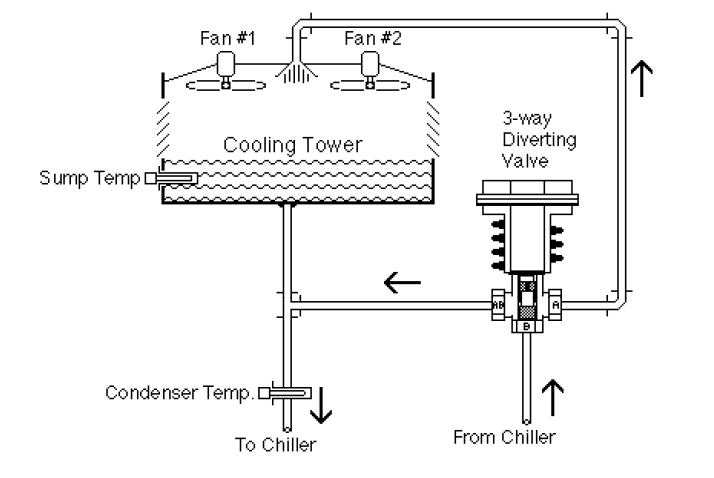 Fan #1
Fan #2
3-way
Diverting
Valve
Cooling Tower
Sump Temp
AB
A
B
Condenser Temp.
To Chiller
From Chiller